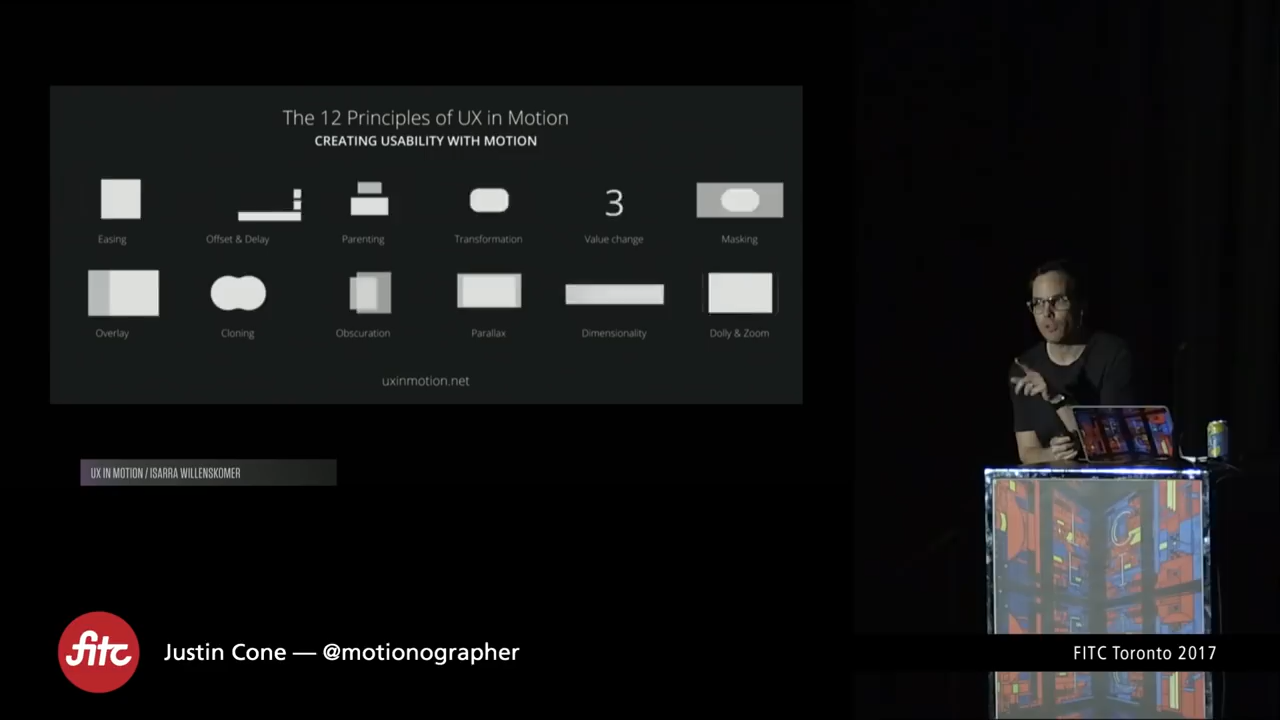 The 12 Principles of UX in Motion
CREATING USABILITY WITH MOTION
3
Easing
Offset & Delay
Parenting
Transformation
Value change
Masking
Overlay
Cloning
Obscuration
Parallax
Dimensionality
Dolly & Zoom
uxinmotion.net
UX IN MOTION / ISARRA WILLENSKOMER
fitc
Justin Cone — @motionographer
FITC Toronto 2017